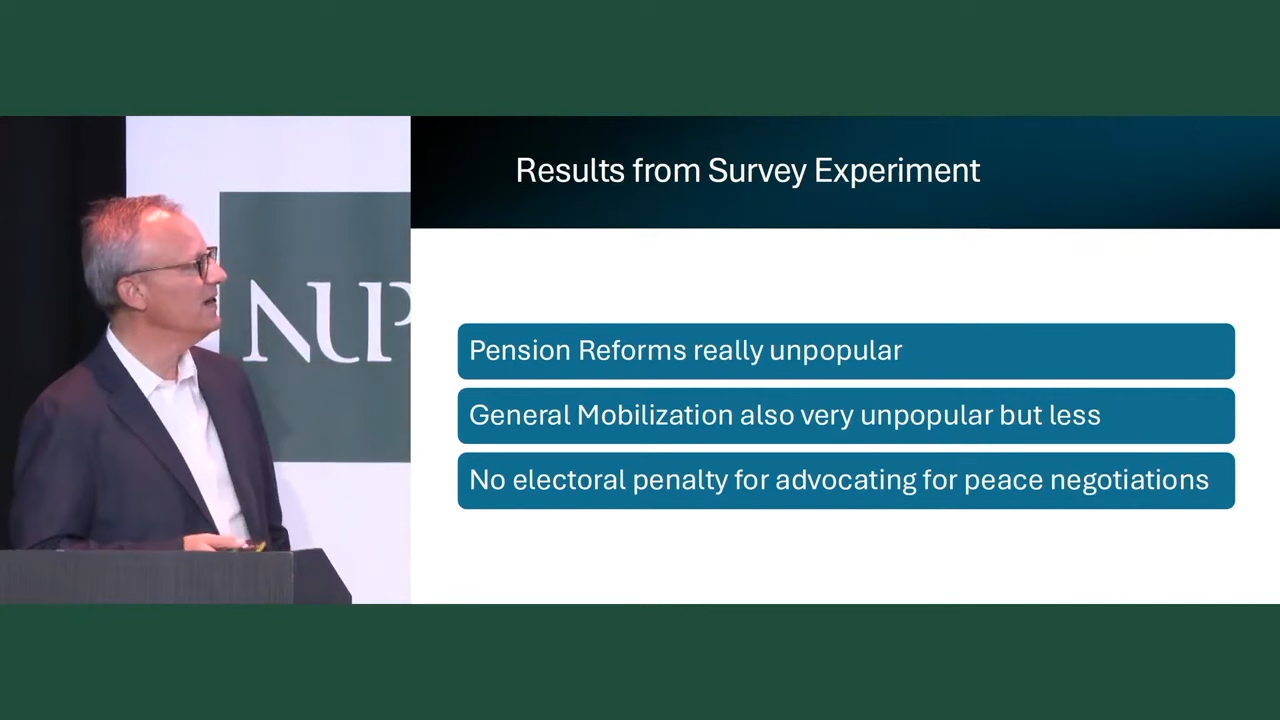 NUP
Results from Survey Experiment
Pension Reforms really unpopular
General Mobilization also very unpopular but less
No electoral penalty for advocating for peace negotiations